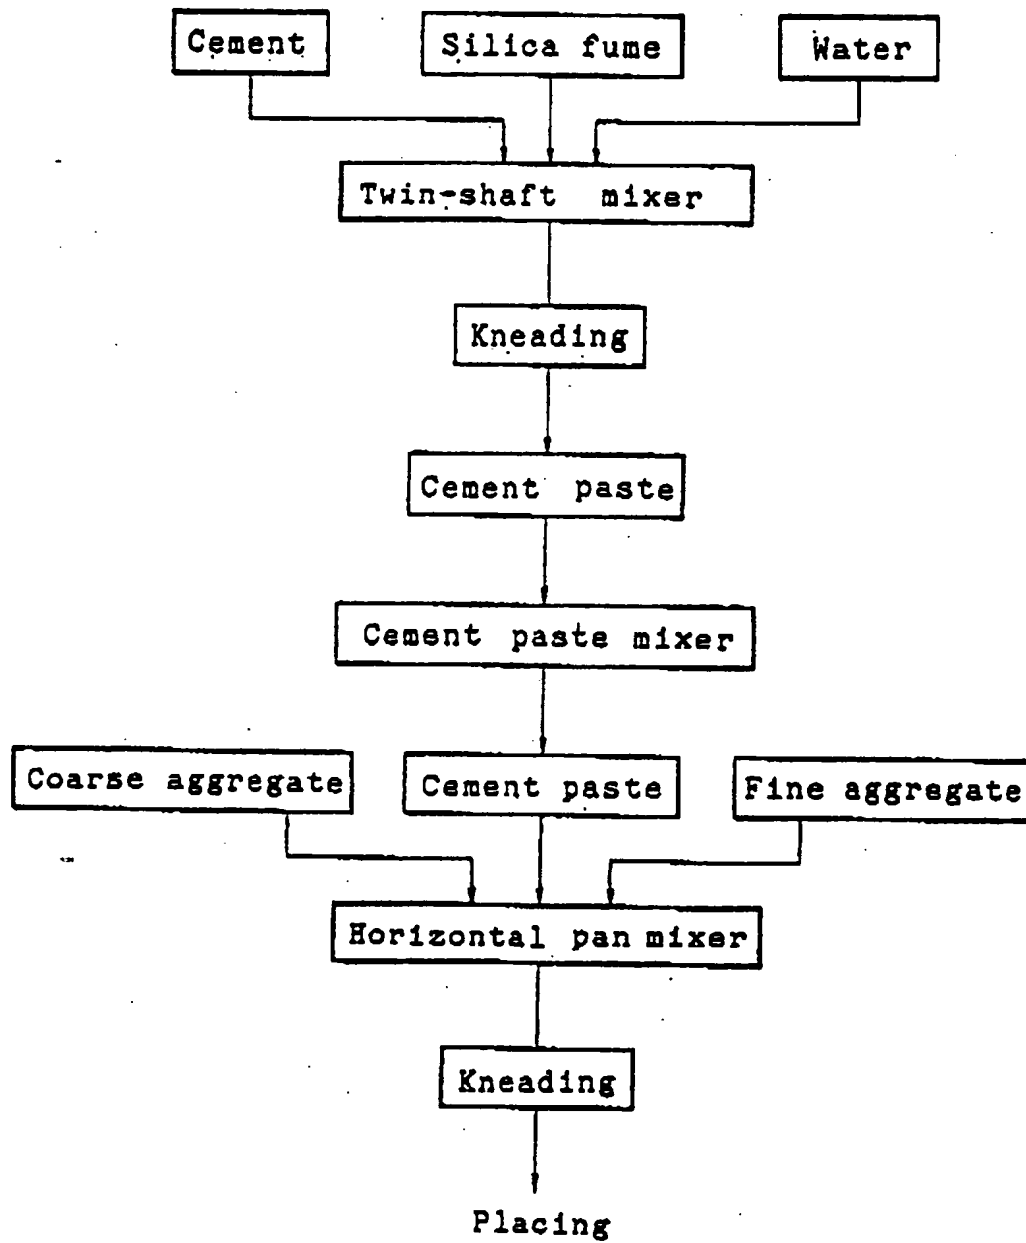 Cement
Silica fume
Water
Twin-shaft mixer
Kneading
Cement paste
Cement paste mixer
Coarse aggregate
Cement paste
Fine aggregate
Horizontal pan mixer
Kneading
Placing